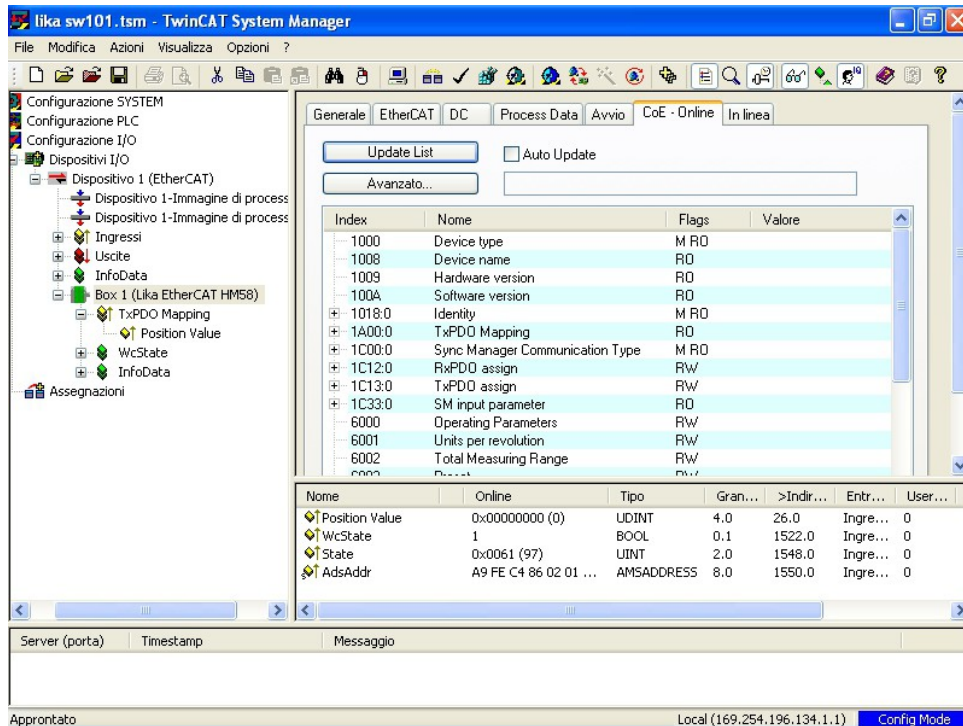 lika sw101.tsm - TwinCAT System Manager
File Modifica Azioni Visualizza Opzioni ?
Configurazione SYSTEM
Configurazione PLC
Configurazione I/O
Dispositivi I/O
Dispositivo 1 (EtherCAT)
Dispositivo 1-Immagine di process
Dispositivo 1-Immagine di process
Ingressi
Uscite
InfoData
Box 1 (Lika EtherCAT HM58)
TxPDO Mapping
Position Value
WcState
InfoData
Assegnazioni
Generale EtherCAT DC Process Data Avvio CoE - Online In linea
Update List Auto Update
Avanzato...
Index Nome Flags Valore
1000 Device type M RO
1008 Device name RO
1009 Hardware version RO
100A Software version RO
1018:0 Identity M RO
1A00:0 TxPDO Mapping RO
1C00:0 Sync Manager Communication Type M RO
1C12:0 RxPDO assign RW
1C13:0 TxPDO assign RW
1C33:0 SM input parameter RO
6000 Operating Parameters RW
6001 Units per revolution RW
6002 Total Measuring Range RW
Nome Online Tipo Gran... >Indir... Entr... User...
Position Value 0x00000000 (0) UDINT 4.0 26.0 Ingre... 0
WcState 1 BOOL 0.1 1522.0 Ingre... 0
State 0x0061 (97) UINT 2.0 1548.0 Ingre... 0
AdsAddr A9 FE C4 86 02 01 ... AMSADDRESS 8.0 1550.0 Ingre... 0
Server (porta) Timestamp Messaggio
Approntato Local (169.254.196.134.1.1) Config Mode